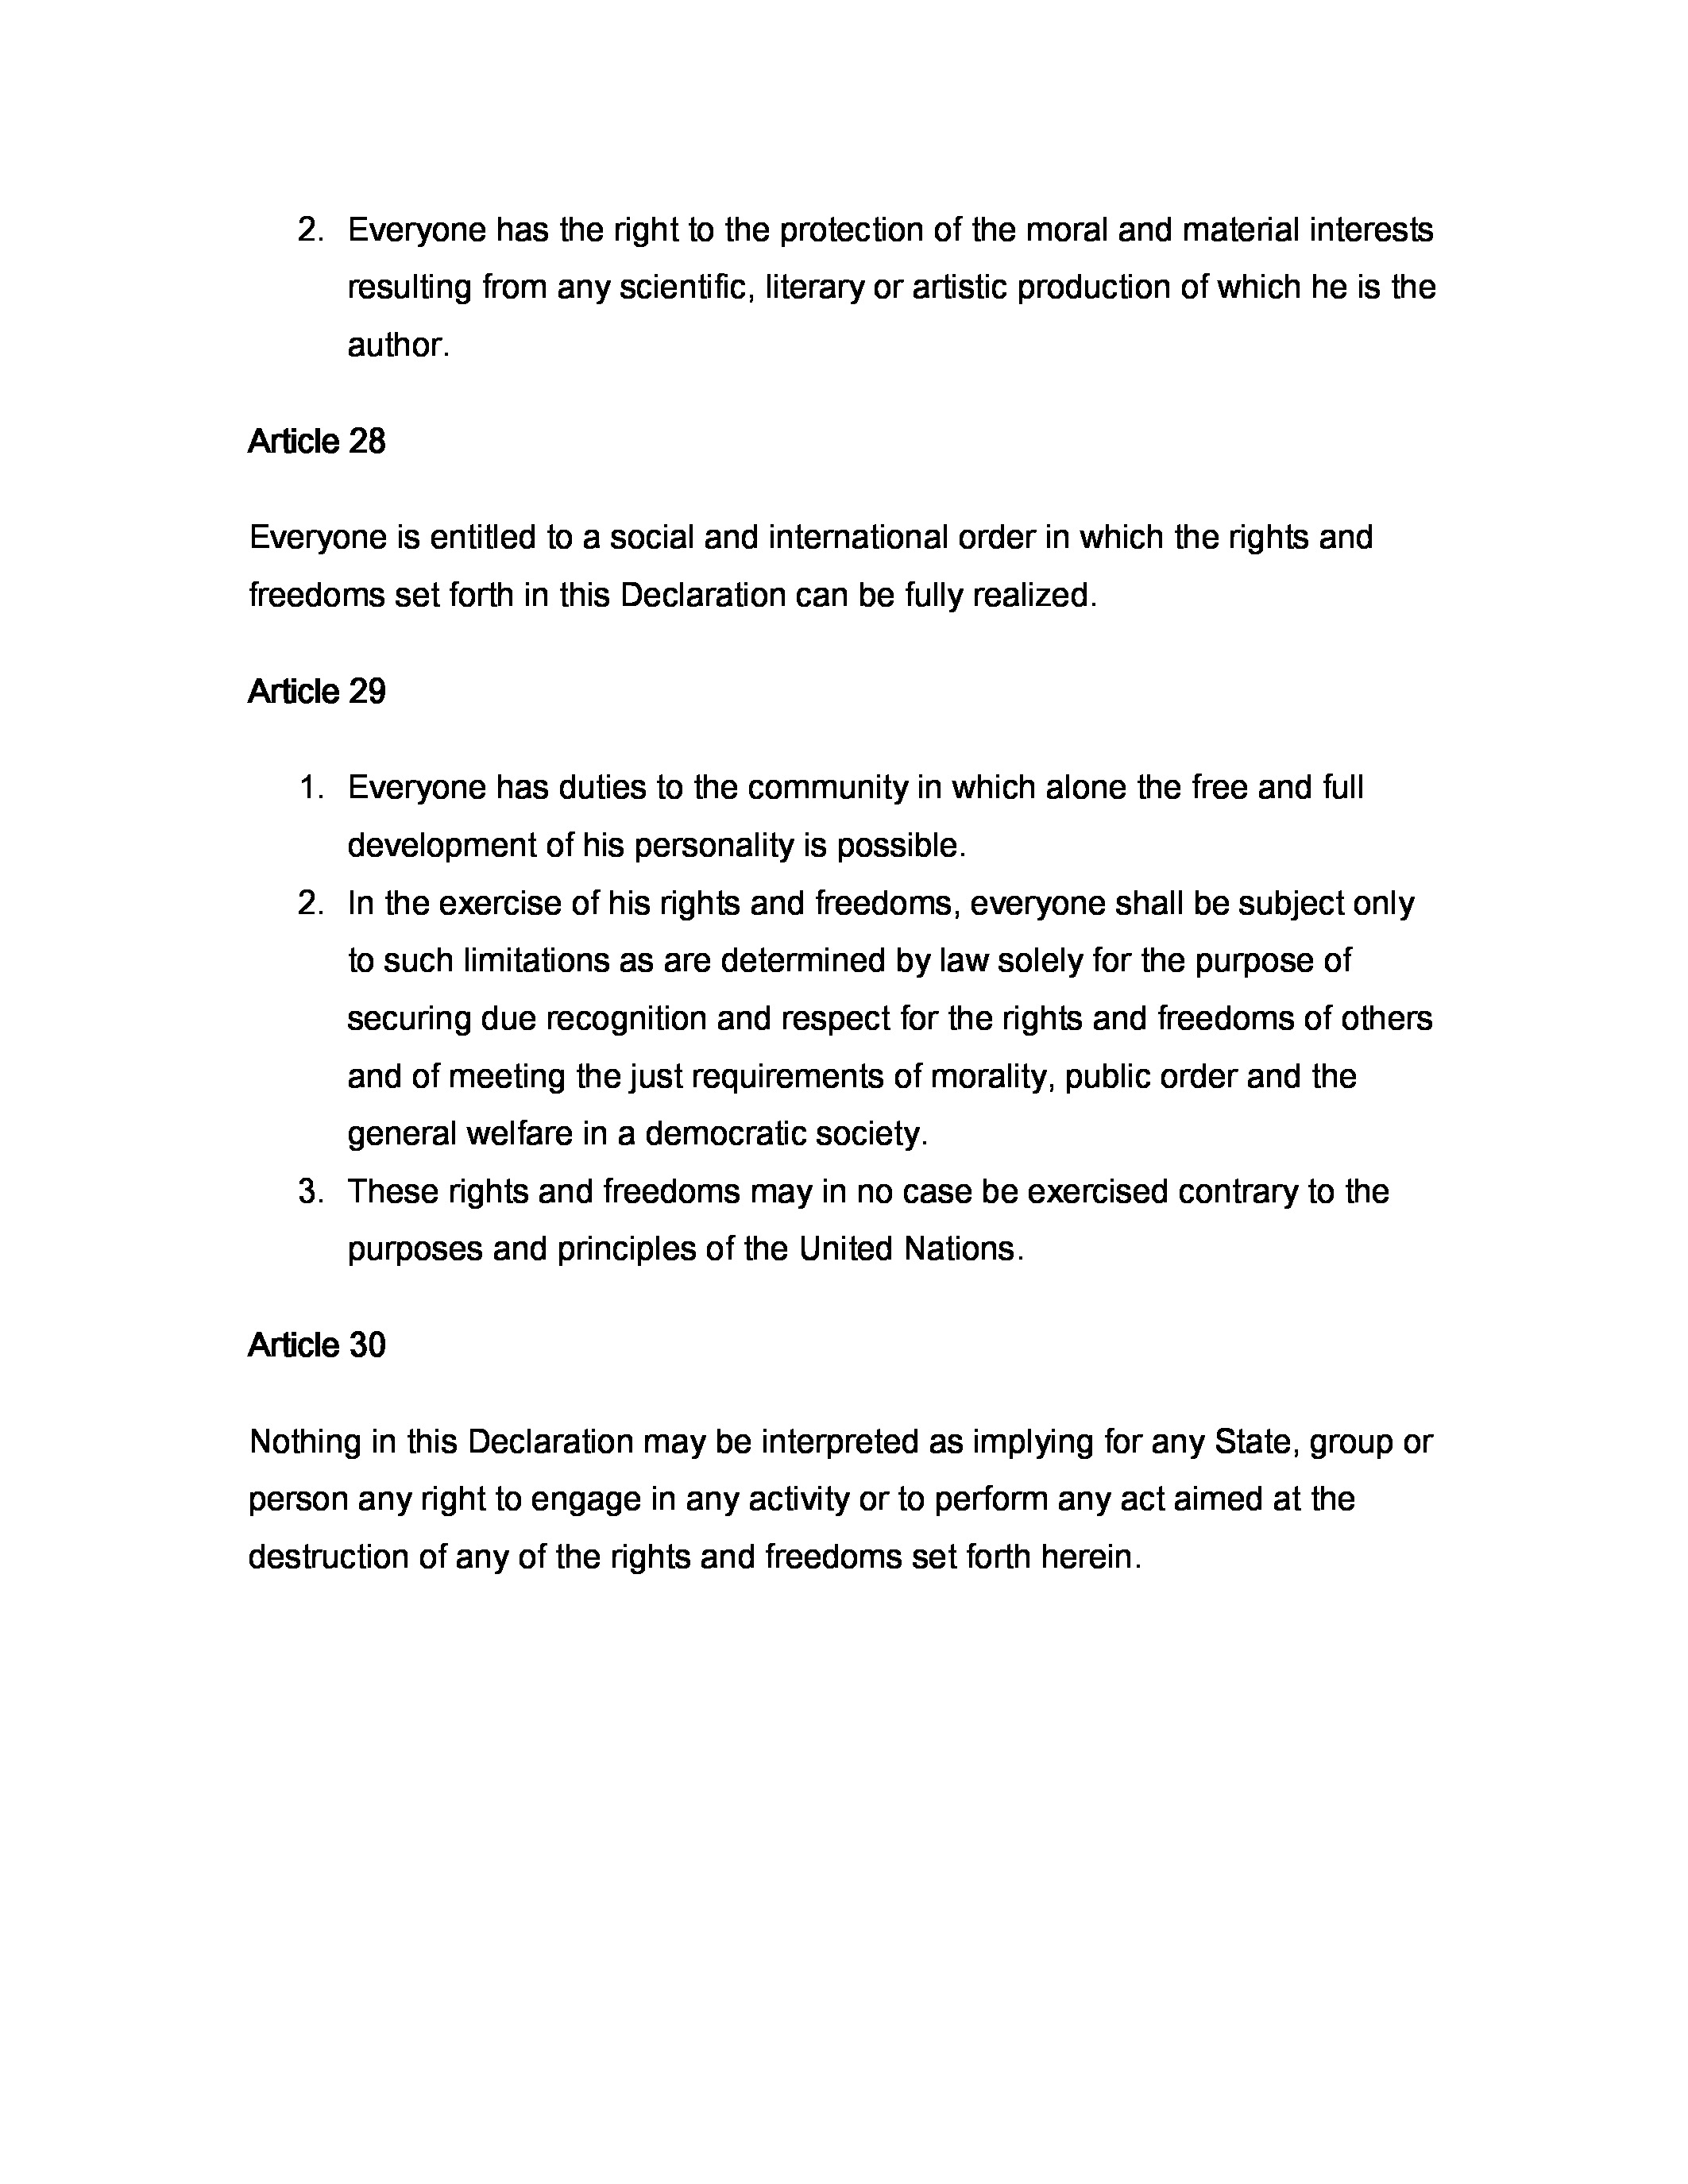 2. Everyone has the right to the protection of the moral and material interests
resulting from any scientific, literary or artistic production of which he is the
author.
Article 28
Everyone is entitled to a social and international order in which the rights and
freedoms set forth in this Declaration can be fully realized.
Article 29
1. Everyone has duties to the community in which alone the free and full
development of his personality is possible.
2. In the exercise of his rights and freedoms, everyone shall be subject only
to such limitations as are determined by law solely for the purpose of
securing due recognition and respect for the rights and freedoms of others
and of meeting the just requirements of morality, public order and the
general welfare in a democratic society.
3. These rights and freedoms may in no case be exercised contrary to the
purposes and principles of the United Nations.
Article 30
Nothing in this Declaration may be interpreted as implying for any State, group or
person any right to engage in any activity or to perform any act aimed at the
destruction of any of the rights and freedoms set forth herein.